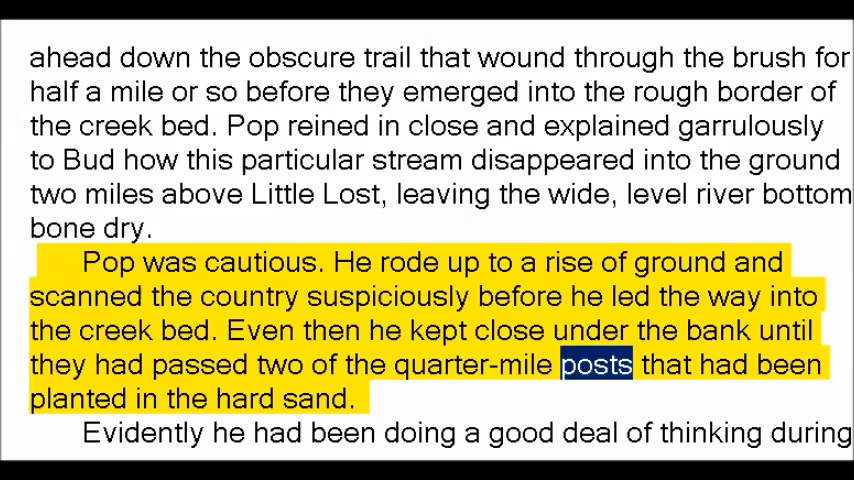 ahead down the obscure trail that wound through the brush for
half a mile or so before they emerged into the rough border of
the creek bed. Pop reined in close and explained garrulously
to Bud how this particular stream disappeared into the ground
two miles above Little Lost, leaving the wide, level river bottom
bone dry.
Pop was cautious. He rode up to a rise of ground and
scanned the country suspiciously before he led the way into
the creek bed. Even then he kept close under the bank until
they had passed two of the quarter-mile posts that had been
planted in the hard sand.
Evidently he had been doing a good deal of thinking during